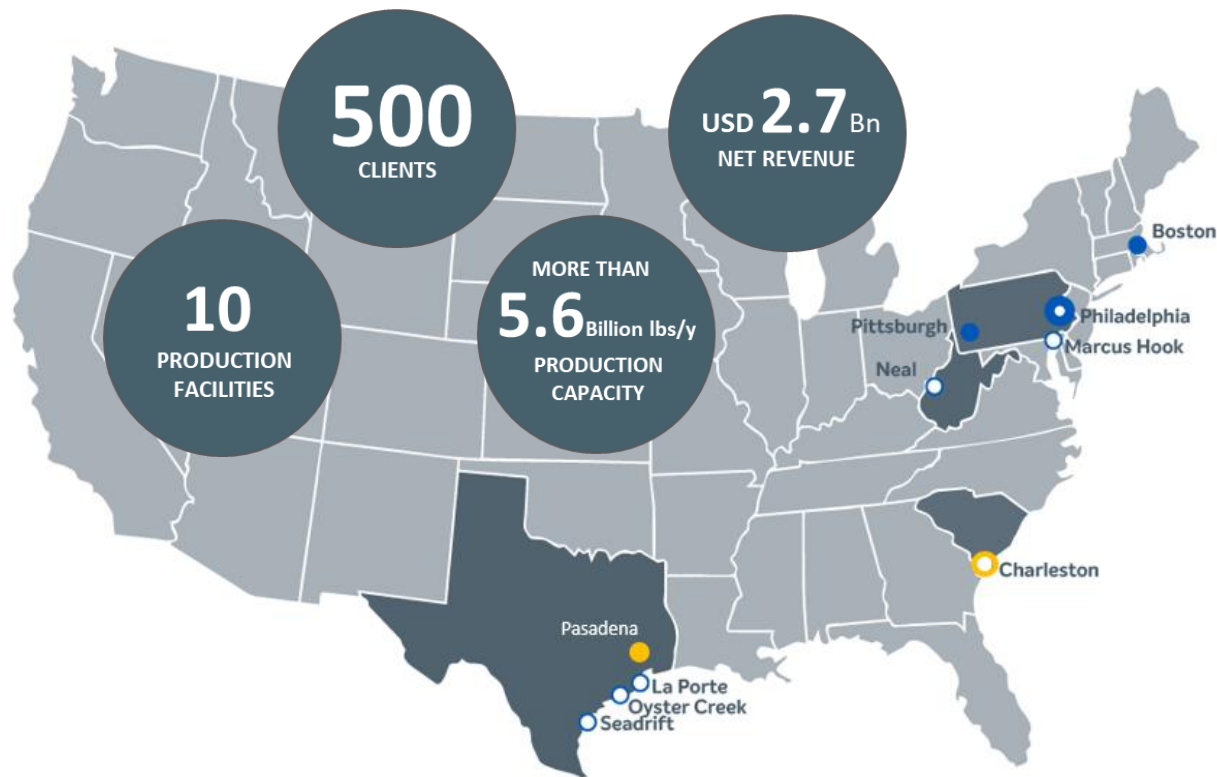 500
CLIENTS
USD 2.7 Bn
NET REVENUE
10
PRODUCTION
FACILITIES
MORE THAN
5.6 Billion lbs/y
PRODUCTION
CAPACITY
Boston
Philadelphia
Pittsburgh
Marcus Hook
Neal
Charleston
Pasadena
La Porte
Oyster Creek
Seadrift